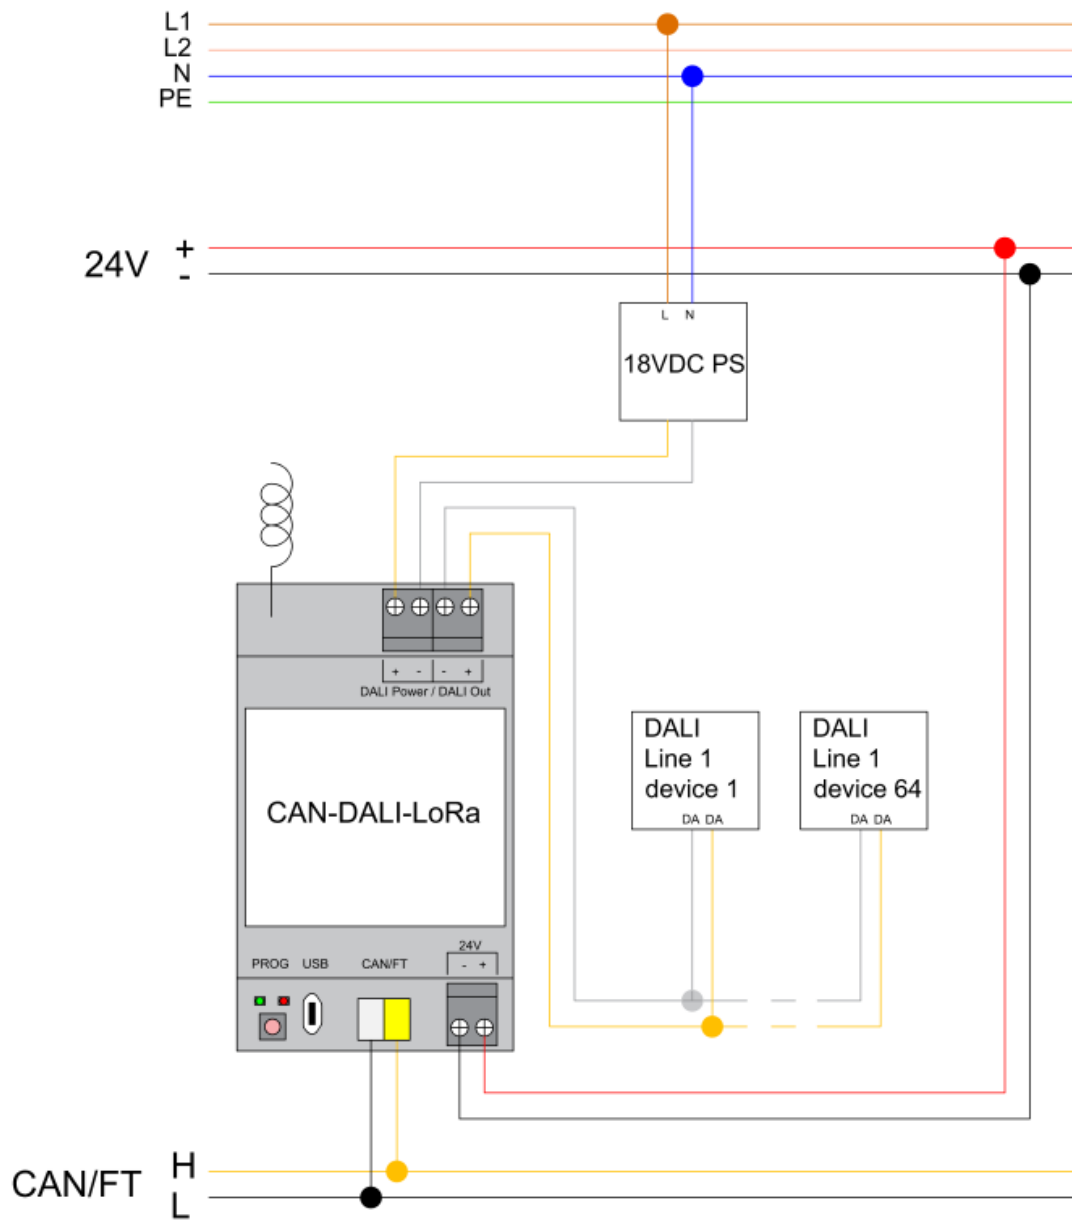 L1
L2
N
PE
24V
+
-
L N
18VDC PS
+ - - +
DALI Power / DALI Out
CAN-DALI-LoRa
DALI
Line 1
device 1
DA DA
DALI
Line 1
device 64
DA DA
24V
- +
PROG USB CAN/FT
CAN/FT
H
L